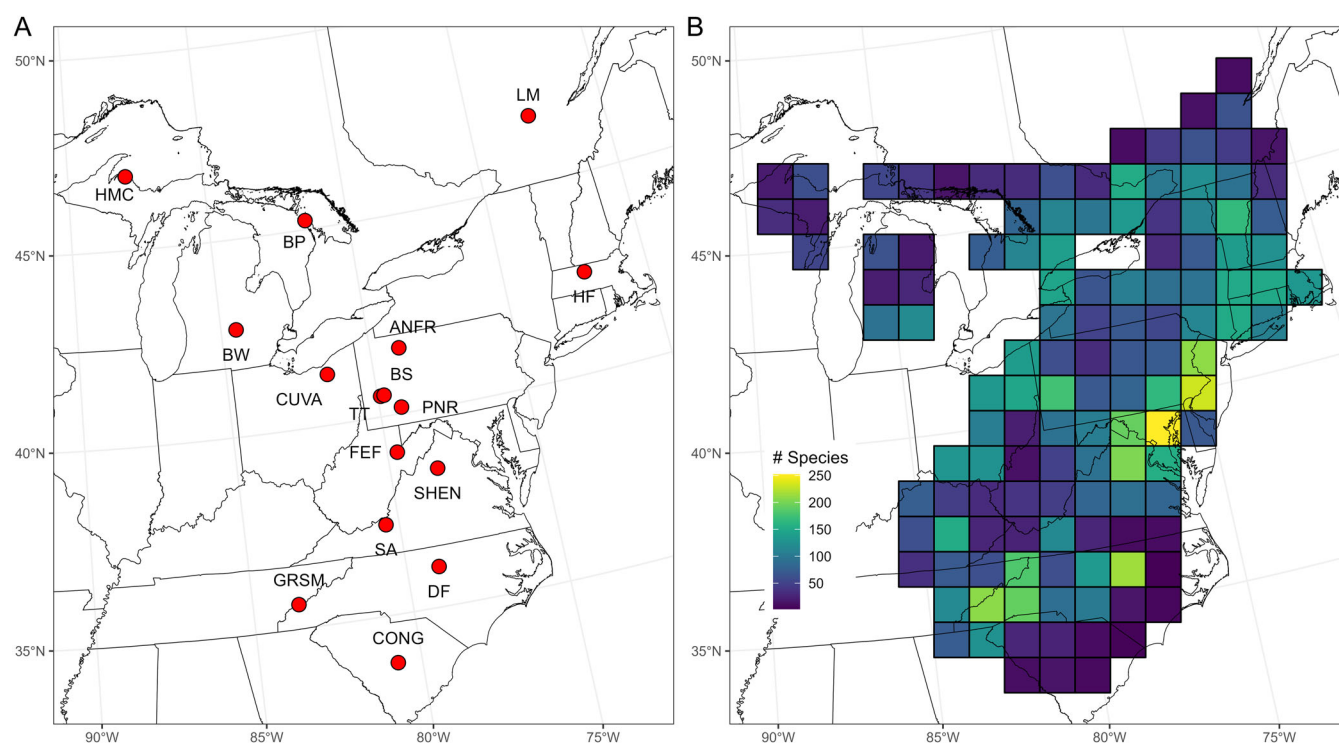 A
50°N
45°N
40°N
35°N
90°W
85°W
80°W
75°W
LM
HMC
BP
HF
BW
ANFR
BS
CUVA
TT
PNR
FEF
SHEN
SA
DF
GRSM
CONG
B
50°N
45°N
40°N
35°N
90°W
85°W
80°W
75°W
# Species
250
200
150
100
50